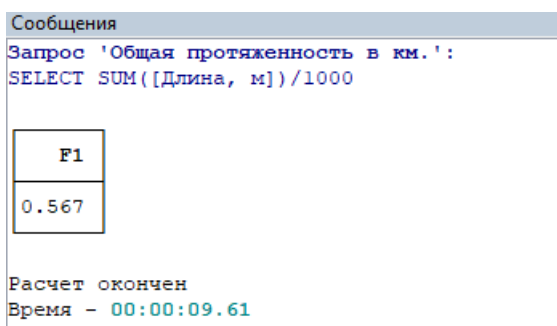 Сообщения
Запрос 'Общая протяженность в км.':
SELECT SUM([Длина, м])/1000
F1
0.567
Расчет окончен
Время - 00:00:09.61